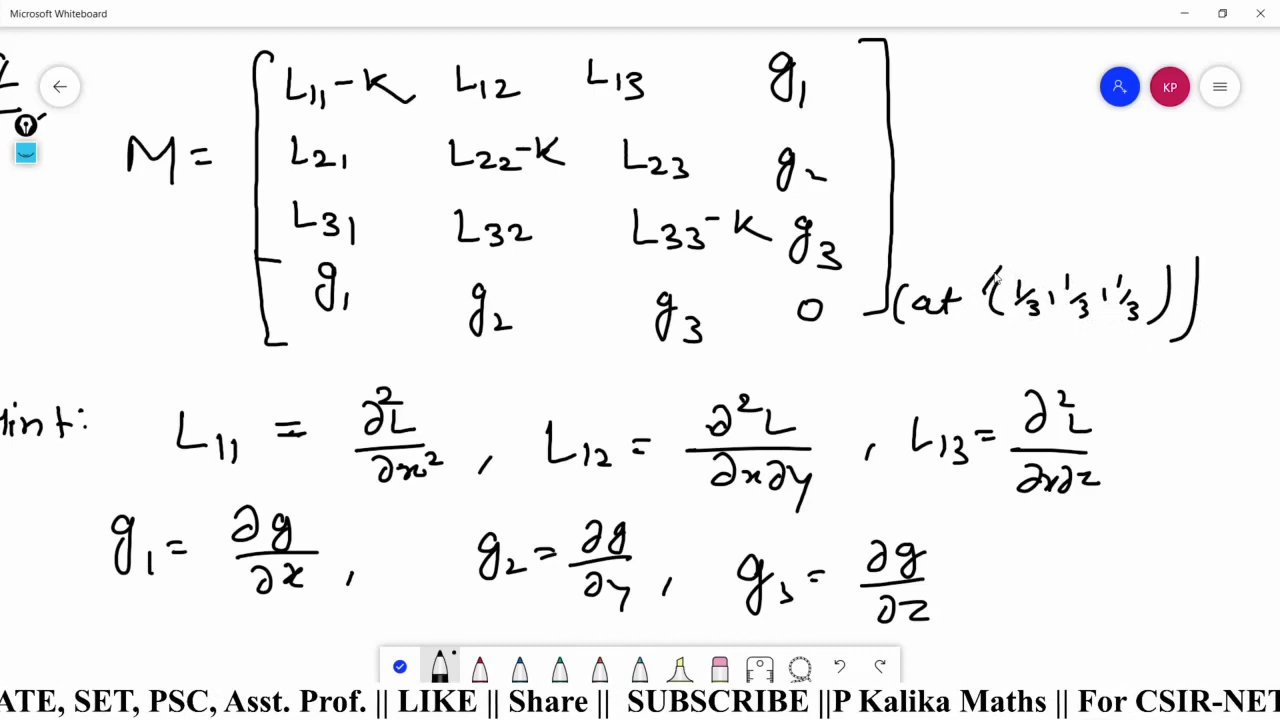 Microsoft Whiteboard
KP
M = [ L11-K L12 L13 g1
L21 L22-K L23 g2
L31 L32 L33-K g3
g1 g2 g3 0 ] (at (1/3, 1/3, 1/3))
Hint: L11 = ∂²L/∂x², L12 = ∂²L/∂x∂y, L13 = ∂²L/∂x∂z
g1 = ∂g/∂x, g2 = ∂g/∂y, g3 = ∂g/∂z
ATE, SET, PSC, Asst. Prof. || LIKE || Share || SUBSCRIBE ||P Kalika Maths || For CSIR-NET